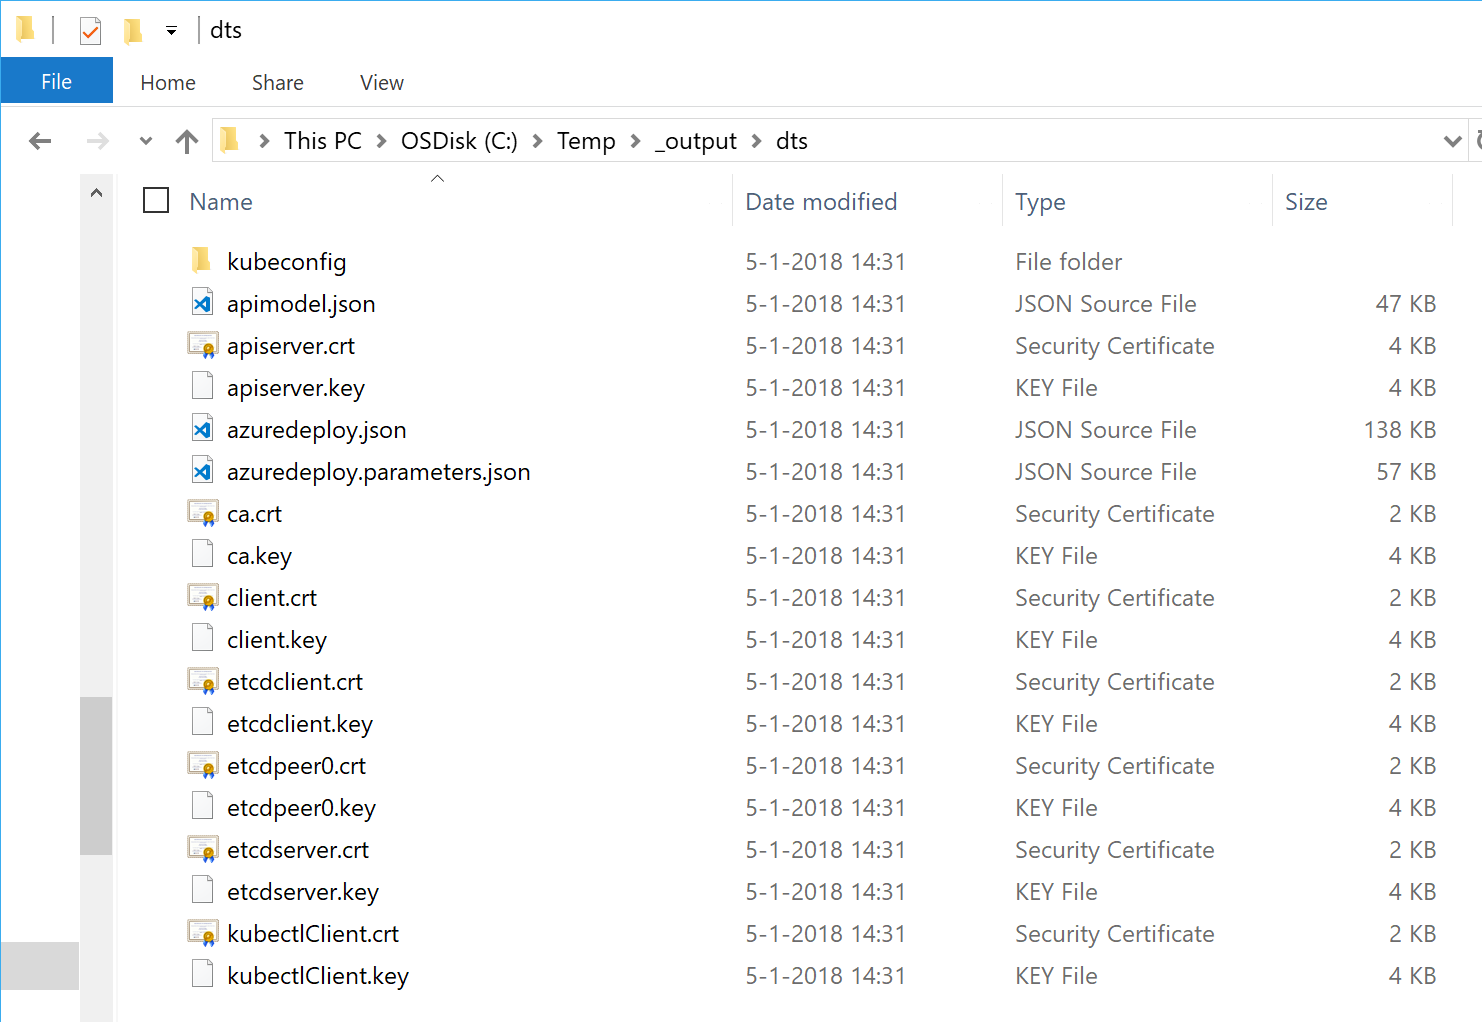 dts
File Home Share View
This PC OSDisk (C:) Temp _output dts
Name Date modified Type Size
kubeconfig 5-1-2018 14:31 File folder
apimodel.json 5-1-2018 14:31 JSON Source File 47 KB
apiserver.crt 5-1-2018 14:31 Security Certificate 4 KB
apiserver.key 5-1-2018 14:31 KEY File 4 KB
azuredeploy.json 5-1-2018 14:31 JSON Source File 138 KB
azuredeploy.parameters.json 5-1-2018 14:31 JSON Source File 57 KB
ca.crt 5-1-2018 14:31 Security Certificate 2 KB
ca.key 5-1-2018 14:31 KEY File 4 KB
client.crt 5-1-2018 14:31 Security Certificate 2 KB
client.key 5-1-2018 14:31 KEY File 4 KB
etcdclient.crt 5-1-2018 14:31 Security Certificate 2 KB
etcdclient.key 5-1-2018 14:31 KEY File 4 KB
etcdpeer0.crt 5-1-2018 14:31 Security Certificate 2 KB
etcdpeer0.key 5-1-2018 14:31 KEY File 4 KB
etcdserver.crt 5-1-2018 14:31 Security Certificate 2 KB
etcdserver.key 5-1-2018 14:31 KEY File 4 KB
kubectlClient.crt 5-1-2018 14:31 Security Certificate 2 KB
kubectlClient.key 5-1-2018 14:31 KEY File 4 KB